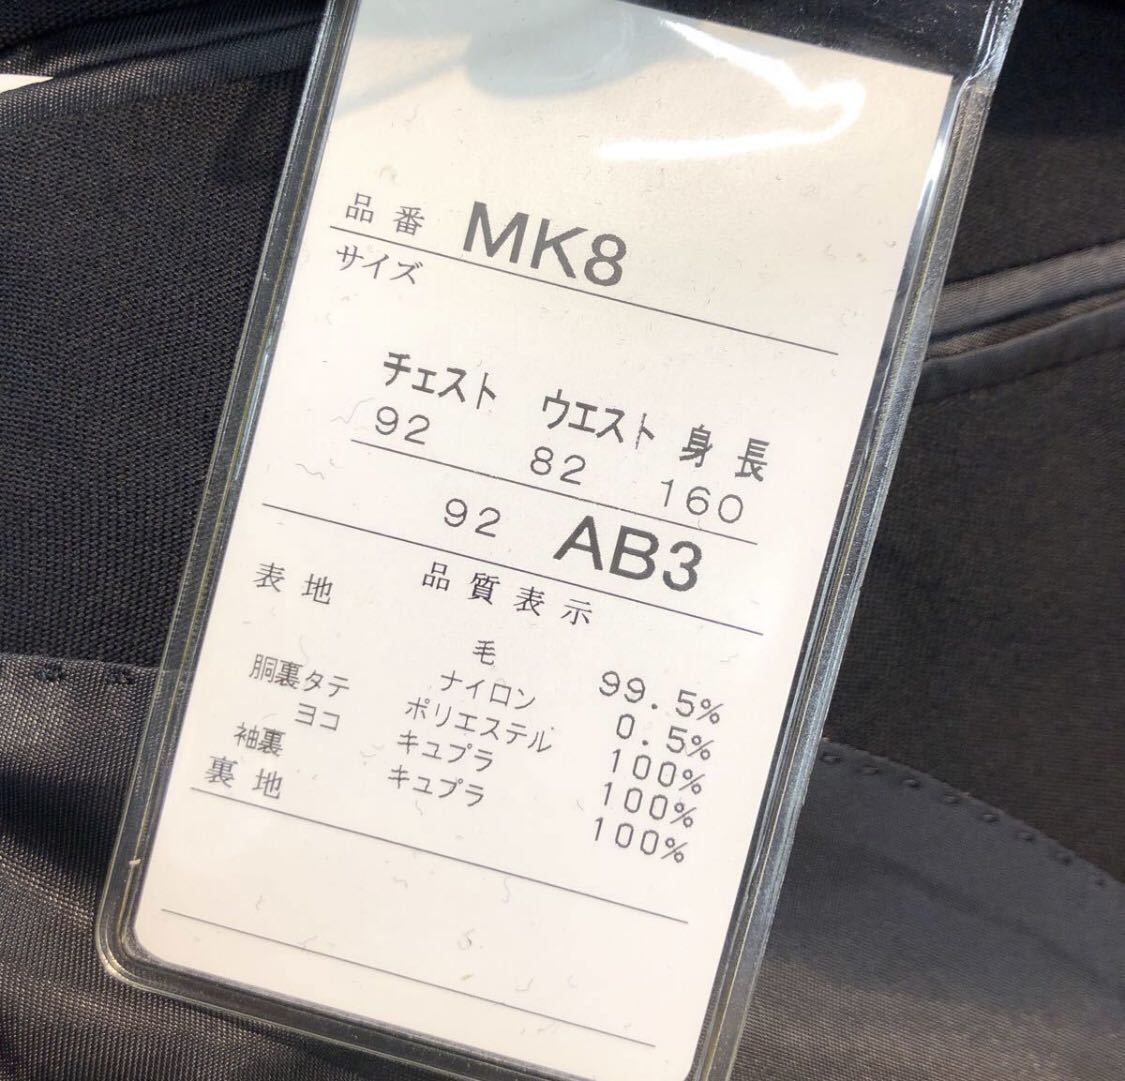 品番 MK8
サイズ
チェスト ウエスト 身長
92 82 160
92 AB3
品質表示
表地
毛 99.5%
ナイロン 0.5%
胴裏タテ ポリエステル 100%
ヨコ キュプラ 100%
袖裏 キュプラ 100%
裏地